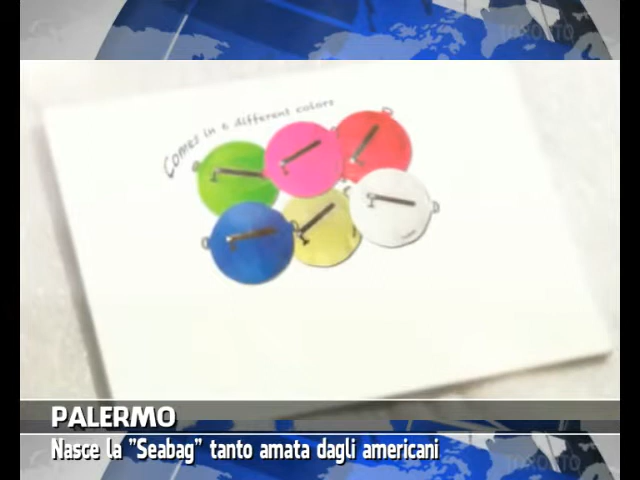 Comes in 6 different colors
PALERMO
Nasce la "Seabag" tanto amata dagli americani